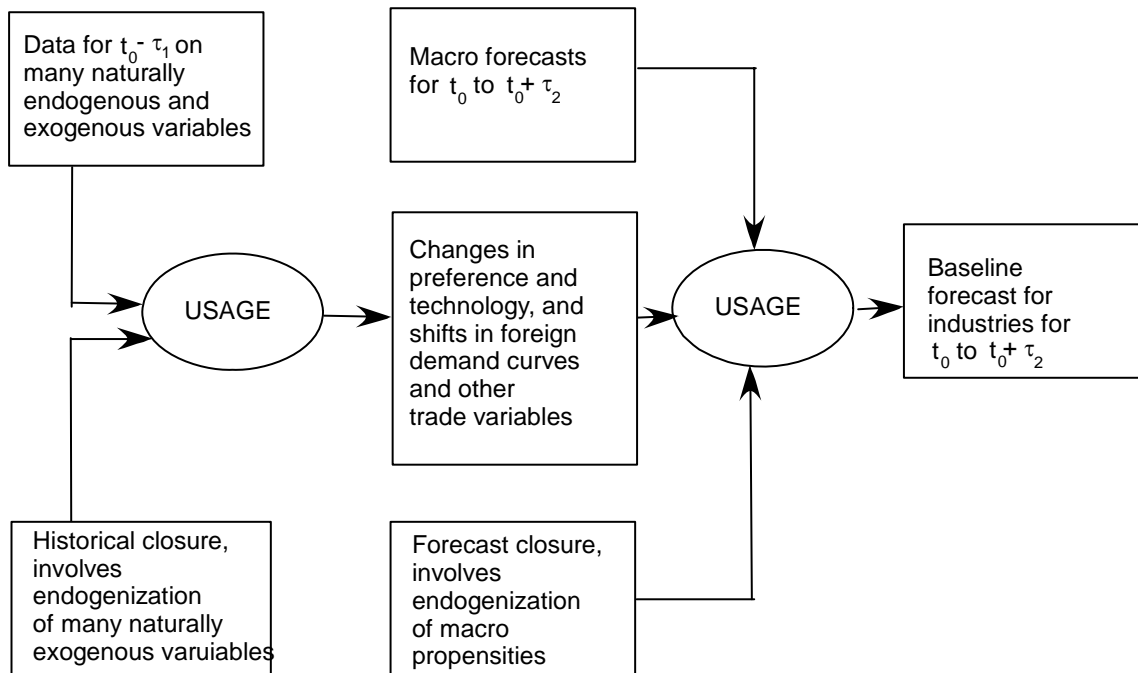 Data for t₀- τ₁ on
many naturally
endogenous and
exogenous variables
Macro forecasts
for t₀ to t₀+ τ₂
USAGE
Changes in
preference and
technology, and
shifts in foreign
demand curves
and other
trade variables
USAGE
Baseline
forecast for
industries for
t₀ to t₀+ τ₂
Historical closure,
involves
endogenization
of many naturally
exogenous varuiables
Forecast closure,
involves
endogenization
of macro
propensities